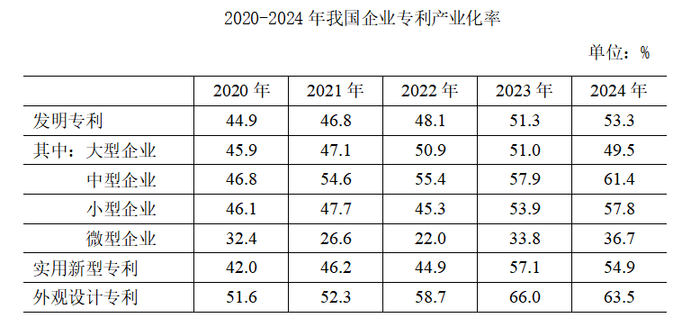 2020-2024 年我国企业专利产业化率
单位：%
2020 年 2021 年 2022 年 2023 年 2024 年
发明专利 44.9 46.8 48.1 51.3 53.3
其中：大型企业 45.9 47.1 50.9 51.0 49.5
中型企业 46.8 54.6 55.4 57.9 61.4
小型企业 46.1 47.7 45.3 53.9 57.8
微型企业 32.4 26.6 22.0 33.8 36.7
实用新型专利 42.0 46.2 44.9 57.1 54.9
外观设计专利 51.6 52.3 58.7 66.0 63.5